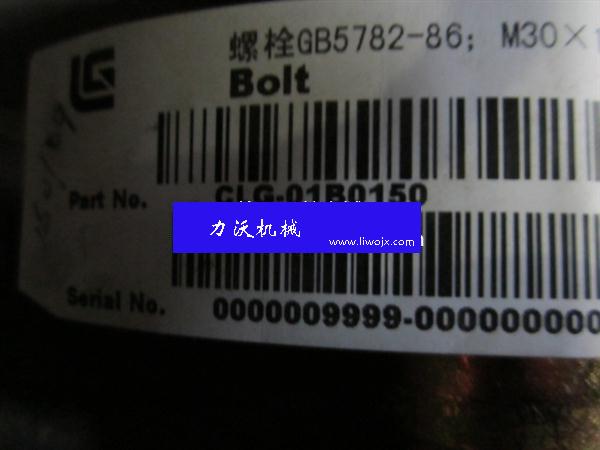 螺栓GB5782-86; M30×
Bolt
Part No. CLG-01B0150
力沃机械
www.liwojx.com
Serial No. 0000009999-000000000